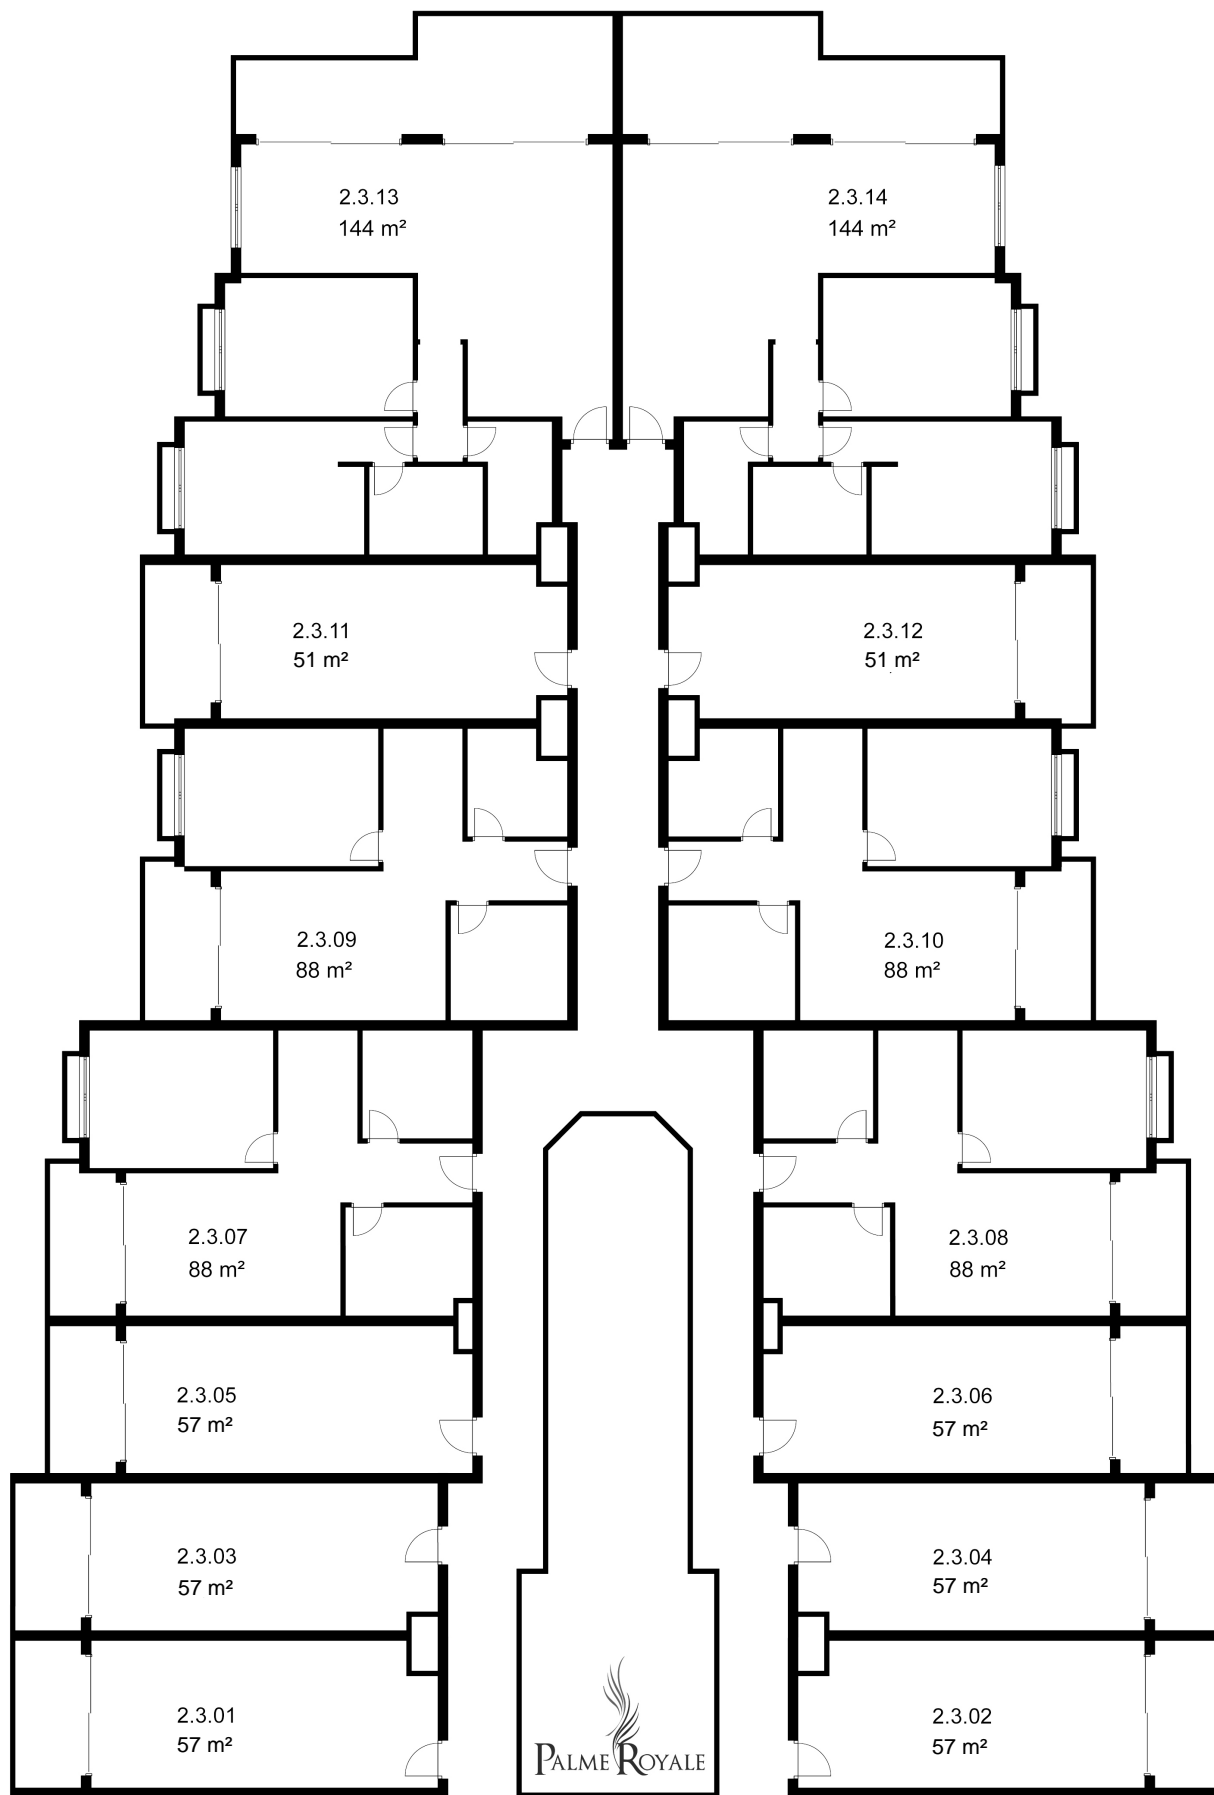 2.3.13
144 m²
2.3.14
144 m²
2.3.11
51 m²
2.3.12
51 m²
2.3.09
88 m²
2.3.10
88 m²
2.3.07
88 m²
2.3.08
88 m²
2.3.05
57 m²
2.3.06
57 m²
2.3.03
57 m²
2.3.04
57 m²
2.3.01
57 m²
2.3.02
57 m²
PALME ROYALE